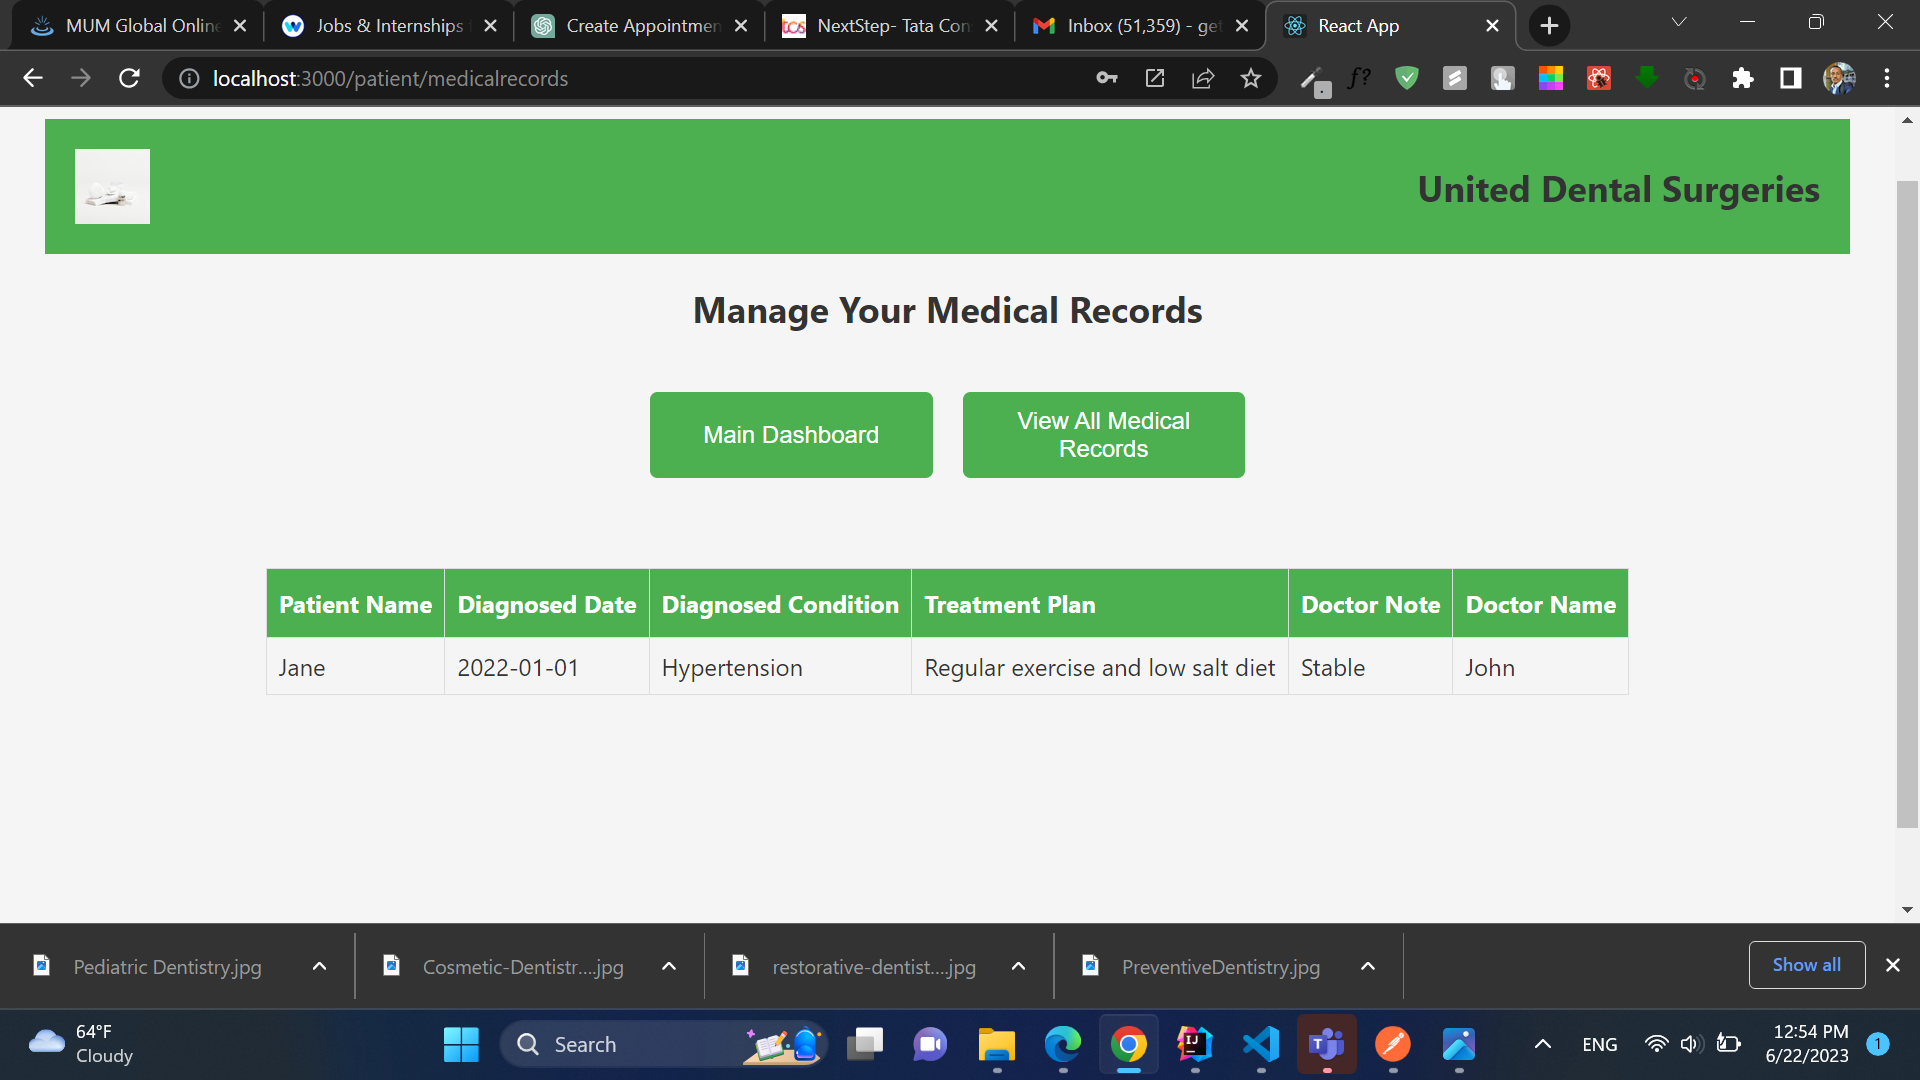 MUM Global Online
Jobs & Internships
Create Appointmen
NextStep- Tata Con
Inbox (51,359) - get
React App
localhost:3000/patient/medicalrecords
f?
United Dental Surgeries
Manage Your Medical Records
Main Dashboard
View All Medical
Records
Patient Name Diagnosed Date Diagnosed Condition Treatment Plan Doctor Note Doctor Name
Jane 2022-01-01 Hypertension Regular exercise and low salt diet Stable John
Pediatric Dentistry.jpg
Cosmetic-Dentistr....jpg
restorative-dentist....jpg
PreventiveDentistry.jpg
Show all
64°F
Cloudy
Search
ENG
12:54 PM
6/22/2023
1